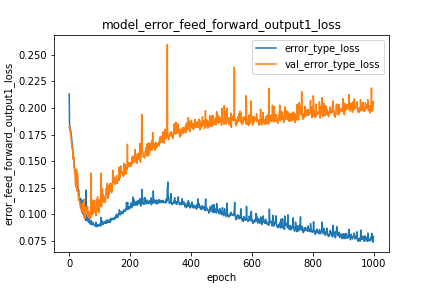 model_error_feed_forward_output1_loss
error_feed_forward_output1_loss
0.250
0.225
0.200
0.175
0.150
0.125
0.100
0.075
error_type_loss
val_error_type_loss
0 200 400 600 800 1000
epoch